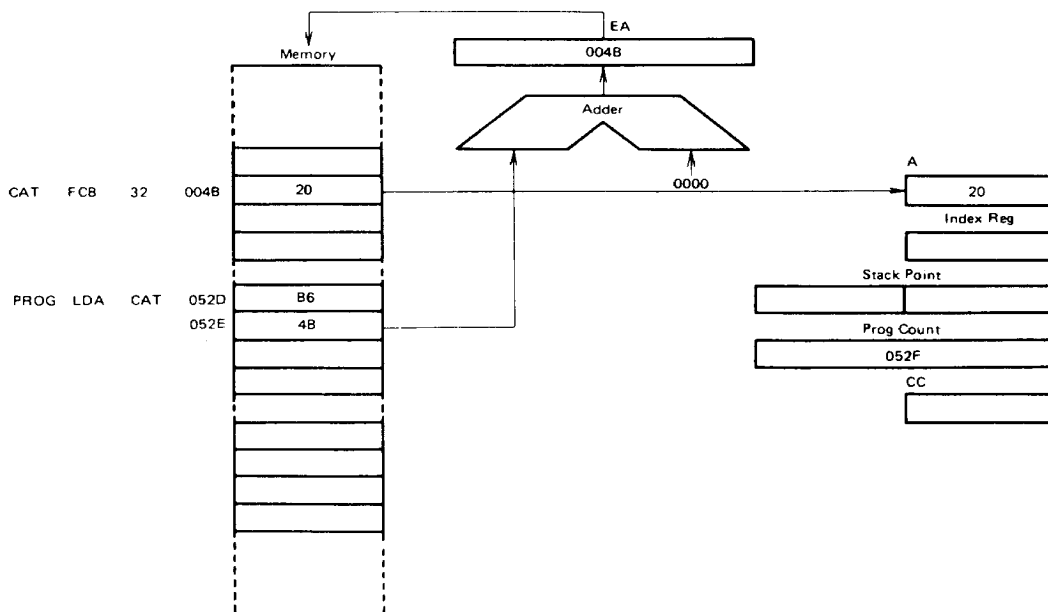 EA
004B
Memory
Adder
0000
A
CAT FCB 32 004B 20 20
Index Reg
Stack Point
PROG LDA CAT 052D B6
052E 4B
Prog Count
052F
CC